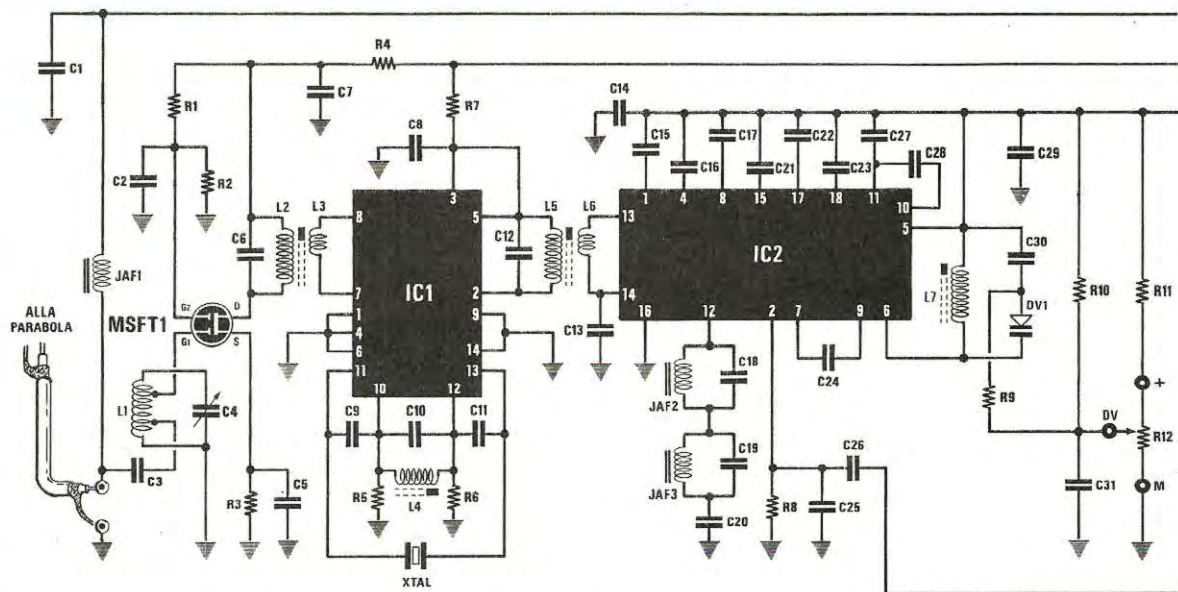 C1
R4
R1
C7
R7
C14
C8
C15
C17
C22
C27
C28
C29
C2
R2
C16
C21
C23
L2
L3
C6
L5
L6
C12
C13
JAF1
8
7
1
4
6
11
10
12
3
5
2
9
14
13
IC1
1
4
8
15
17
18
11
10
5
13
14
16
12
2
7
9
6
IC2
L7
C30
DV1
R10
R11
ALLA
PARABOLA
MSFT1
G2
D
G1
S
L1
C4
C3
R3
C5
C9
C10
C11
R5
L4
R6
XTAL
JAF2
C18
JAF3
C19
C20
C24
R8
C25
C26
R9
DV
+
R12
M
C31